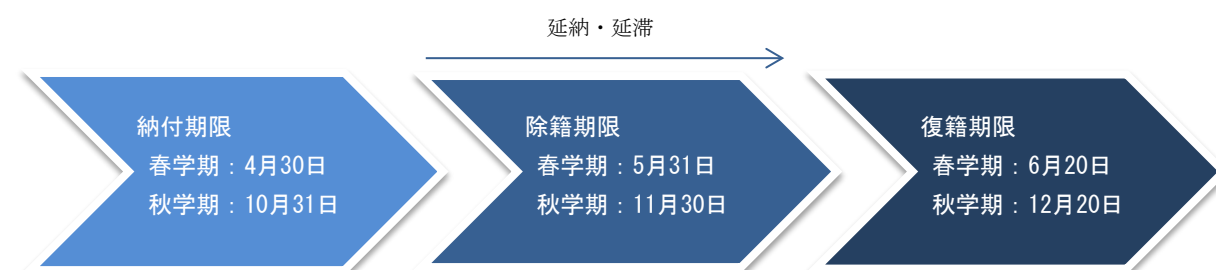 延納・延滞
納付期限
春学期：4月30日
秋学期：10月31日
除籍期限
春学期：5月31日
秋学期：11月30日
復籍期限
春学期：6月20日
秋学期：12月20日